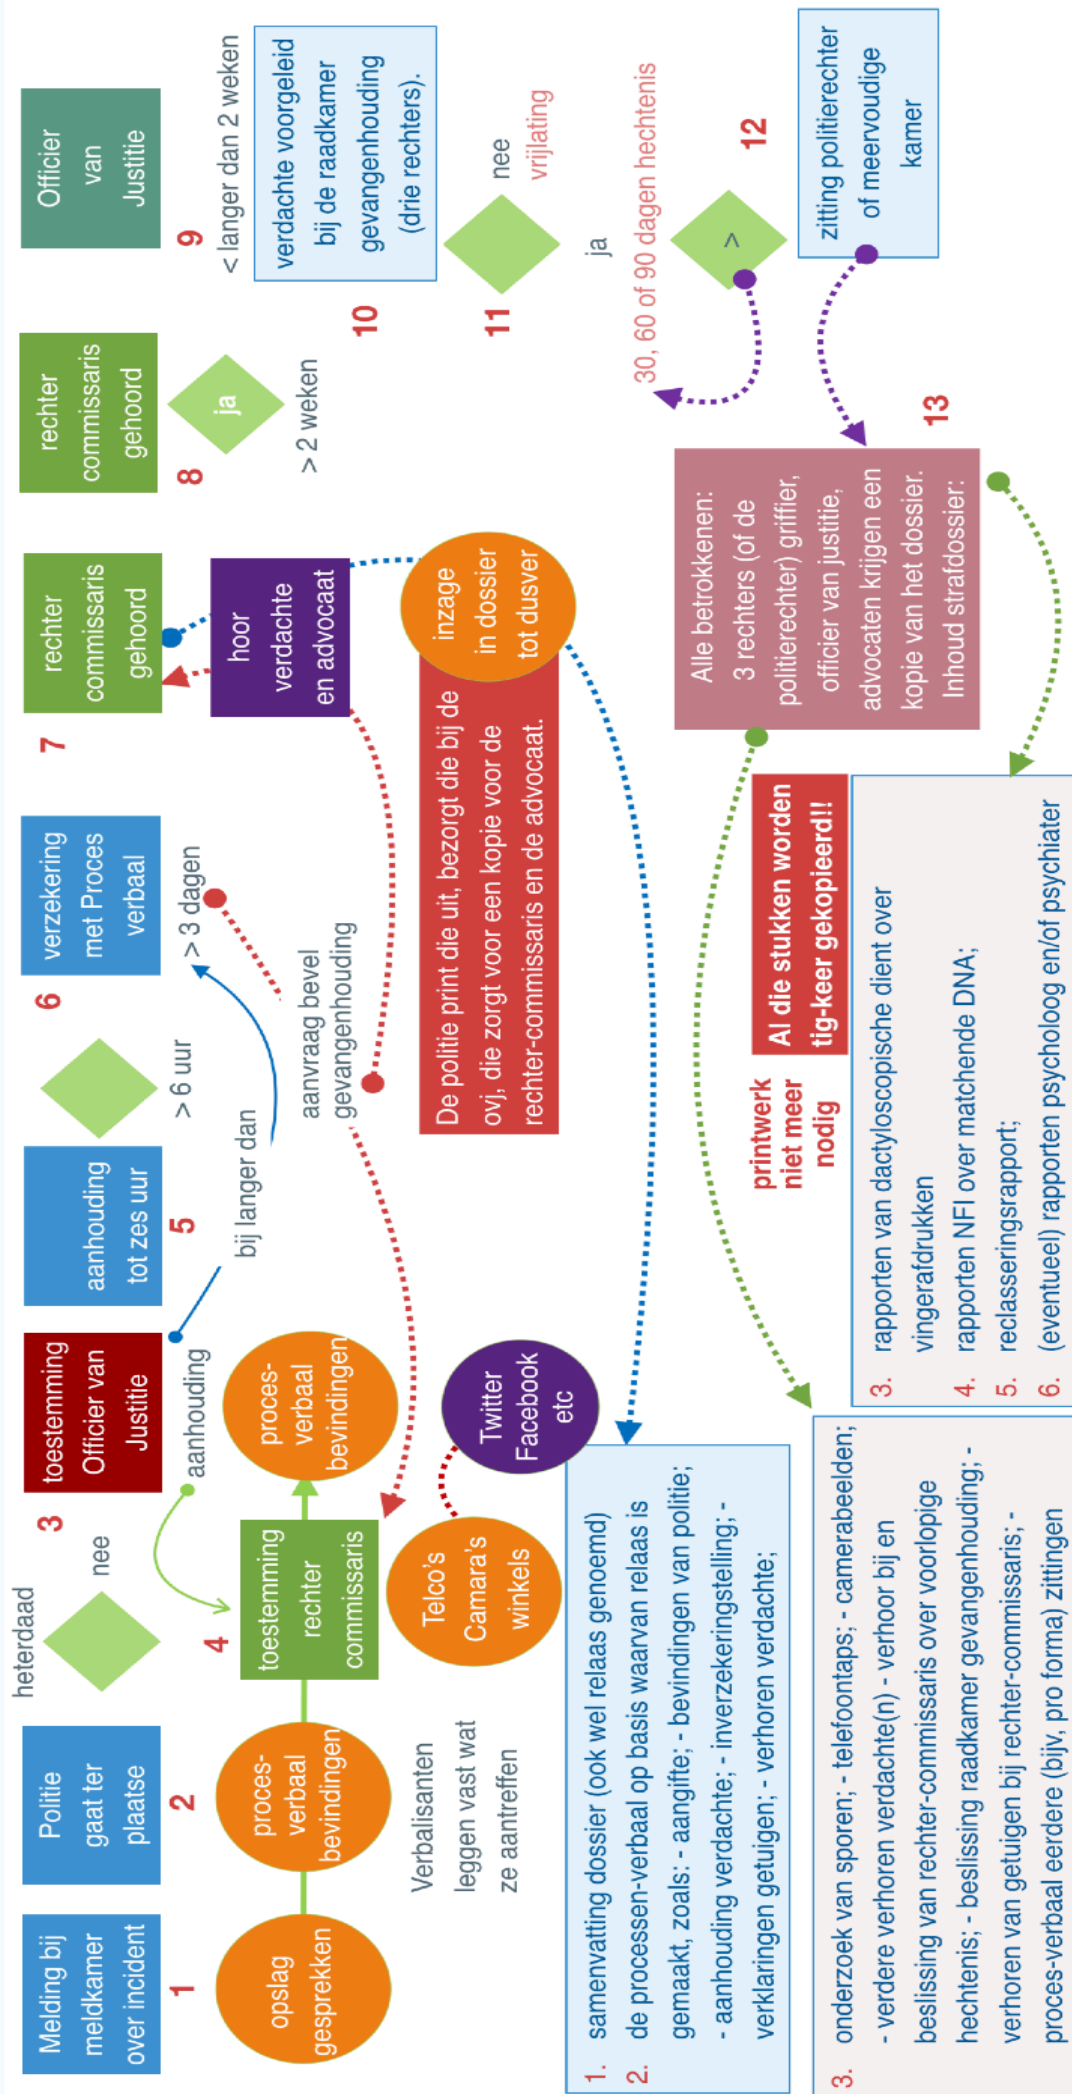 Melding bij
meldkamer
over incident
1
Politie
gaat ter
plaatse
2
heterdaad
nee
3
toestemming
Officier van
Justitie
aanhouding
tot zes uur
5
> 6 uur
6
verzekering
met Proces
verbaal
> 3 dagen
7
rechter
commissaris
gehoord
rechter
commissaris
gehoord
8
ja
> 2 weken
Officier
van
Justitie
9
< langer dan 2 weken
opslag
gesprekken
proces-
verbaal
bevindingen
4
toestemming
rechter
commissaris
aanhouding
proces-
verbaal
bevindingen
bij langer dan
aanvraag bevel
gevangenhouding
hoor
verdachte
en advocaat
10
verdachte voorgeleid
bij de raadkamer
gevangenhouding
(drie rechters).
Verbalisanten
leggen vast wat
ze aantreffen
Telco's
Camara's
winkels
Twitter
Facebook
etc
De politie print die uit, bezorgt die bij de
ovj, die zorgt voor een kopie voor de
rechter-commissaris en de advocaat.
inzage
in dossier
tot dusver
11
nee
vrijlating
ja
30, 60 of 90 dagen hechtenis
>
12
zitting politierechter
of meervoudige
kamer
1. samenvatting dossier (ook wel relaas genoemd)
2. de processen-verbaal op basis waarvan relaas is
gemaakt, zoals: - aangifte; - bevindingen van politie;
- aanhouding verdachte; - inverzekeringstelling; -
verklaringen getuigen; - verhoren verdachte;
printwerk
niet meer
nodig
Al die stukken worden
tig-keer gekopieerd!!
Alle betrokkenen:
3 rechters (of de
politierechter) griffier,
officier van justitie,
advocaten krijgen een
kopie van het dossier.
Inhoud strafdossier:
13
3. onderzoek van sporen; - telefoontaps; - camerabeelden;
- verdere verhoren verdachte(n) - verhoor bij en
beslissing van rechter-commissaris over voorlopige
hechtenis; - beslissing raadkamer gevangenhouding; -
verhoren van getuigen bij rechter-commissaris; -
proces-verbaal eerdere (bijv, pro forma) zittingen
3. rapporten van dactyloscopische dient over
vingerafdrukken
4. rapporten NFI over matchende DNA;
5. reclasseringsrapport;
6. (eventueel) rapporten psycholoog en/of psychiater